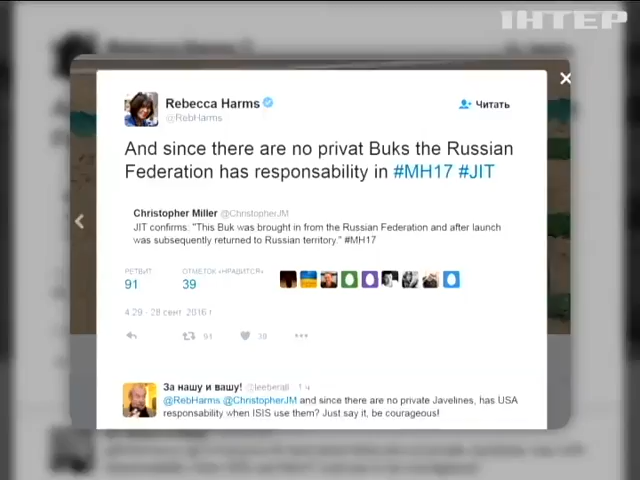 ІНТЕР
Rebecca Harms
@RebHarms
Читать
And since there are no privat Buks the Russian
Federation has responsability in #MH17 #JIT
Christopher Miller @ChristopherJM
JIT confirms: "This Buk was brought in from the Russian Federation and after launch
was subsequently returned to Russian territory." #MH17
РЕТВИТ
ОТМЕТОК «НРАВИТСЯ»
91
39
4:29 - 28 сент. 2016 г.
91
39
За нашу и вашу! @leeberiall 1 ч
@RebHarms @ChristopherJM and since there are no private Javelines, has USA
responsability when ISIS use them? Just say it, be courageous!